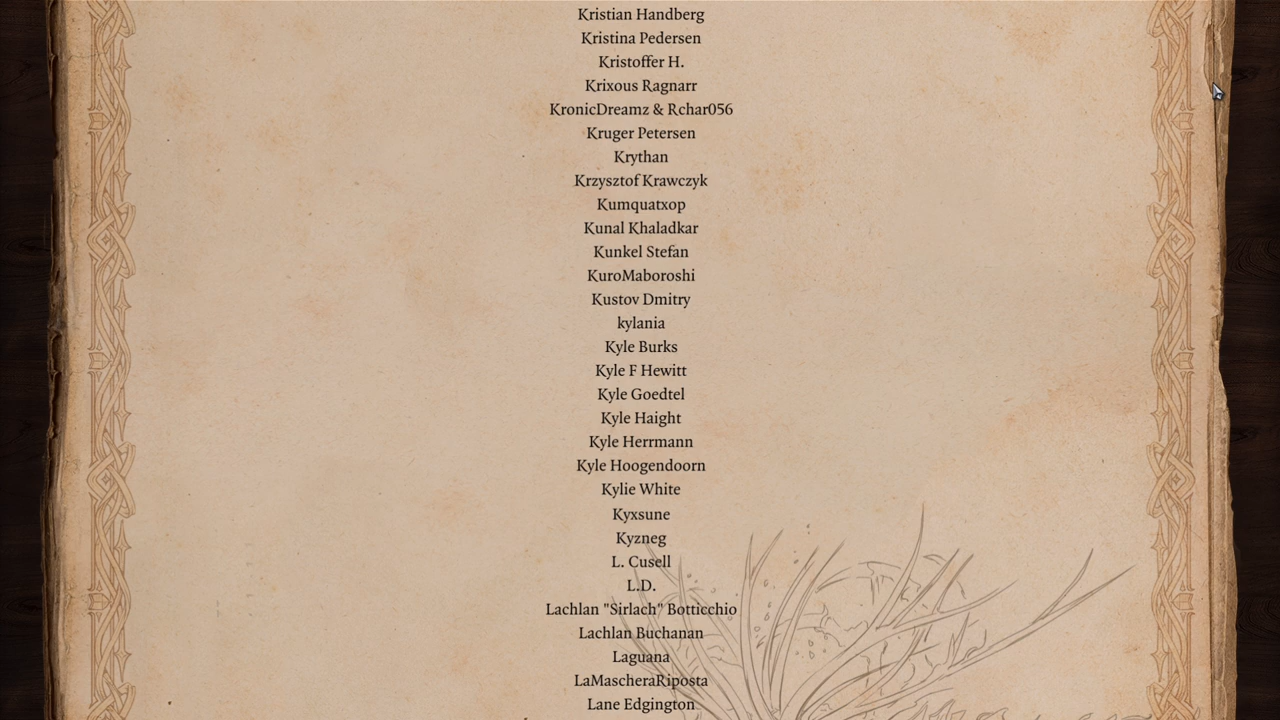 Kristian Handberg
Kristina Pedersen
Kristoffer H.
Krixous Ragnarr
KronicDreamz & Rchar056
Kruger Petersen
Krythan
Krzysztof Krawczyk
Kumquatxop
Kunal Khaladkar
Kunkel Stefan
KuroMaboroshi
Kustov Dmitry
kylania
Kyle Burks
Kyle F Hewitt
Kyle Goedtel
Kyle Haight
Kyle Herrmann
Kyle Hoogendoorn
Kylie White
Kyxsune
Kyzneg
L. Cusell
L.D.
Lachlan "Sirlach" Botticchio
Lachlan Buchanan
Laguana
LaMascheraRiposta
Lane Edgington